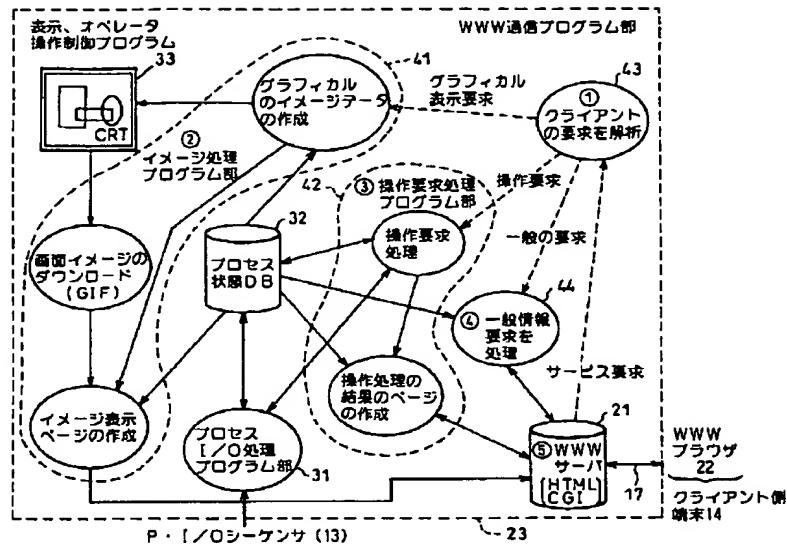 表示、オペレータ
操作制御プログラム
33
CRT
WWW通信プログラム部
41
グラフィカル
のイメージデータ
の作成
グラフィカル
表示要求
43
①
クライアント
の要求を解析
②
イメージ処理
プログラム部
42
③操作要求処理
プログラム部
操作要求
32
プロセス
状態DB
操作要求
処理
一般の要求
画面イメージの
ダウンロード
(GIF)
44
④一般情報
要求を
処理
サービス要求
イメージ表示
ページの作成
プロセス
I/O処理
プログラム部
31
操作処理の
結果のページ
の作成
21
⑤WWW
サーバ
[HTML
CGI]
17
WWW
ブラウザ
22
クライアント側
端末14
23
P・I/Oシーケンサ(13)